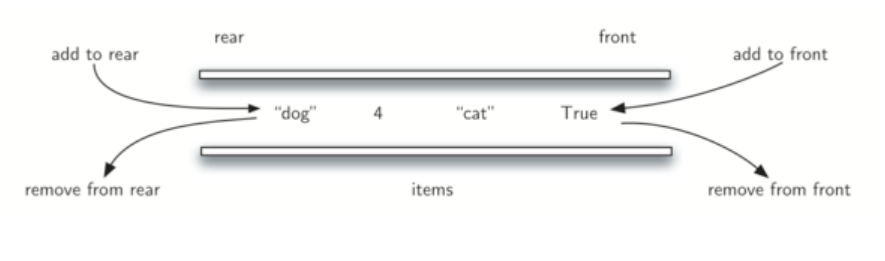 rear
front
add to rear
add to front
“dog” 4 “cat” True
remove from rear
items
remove from front